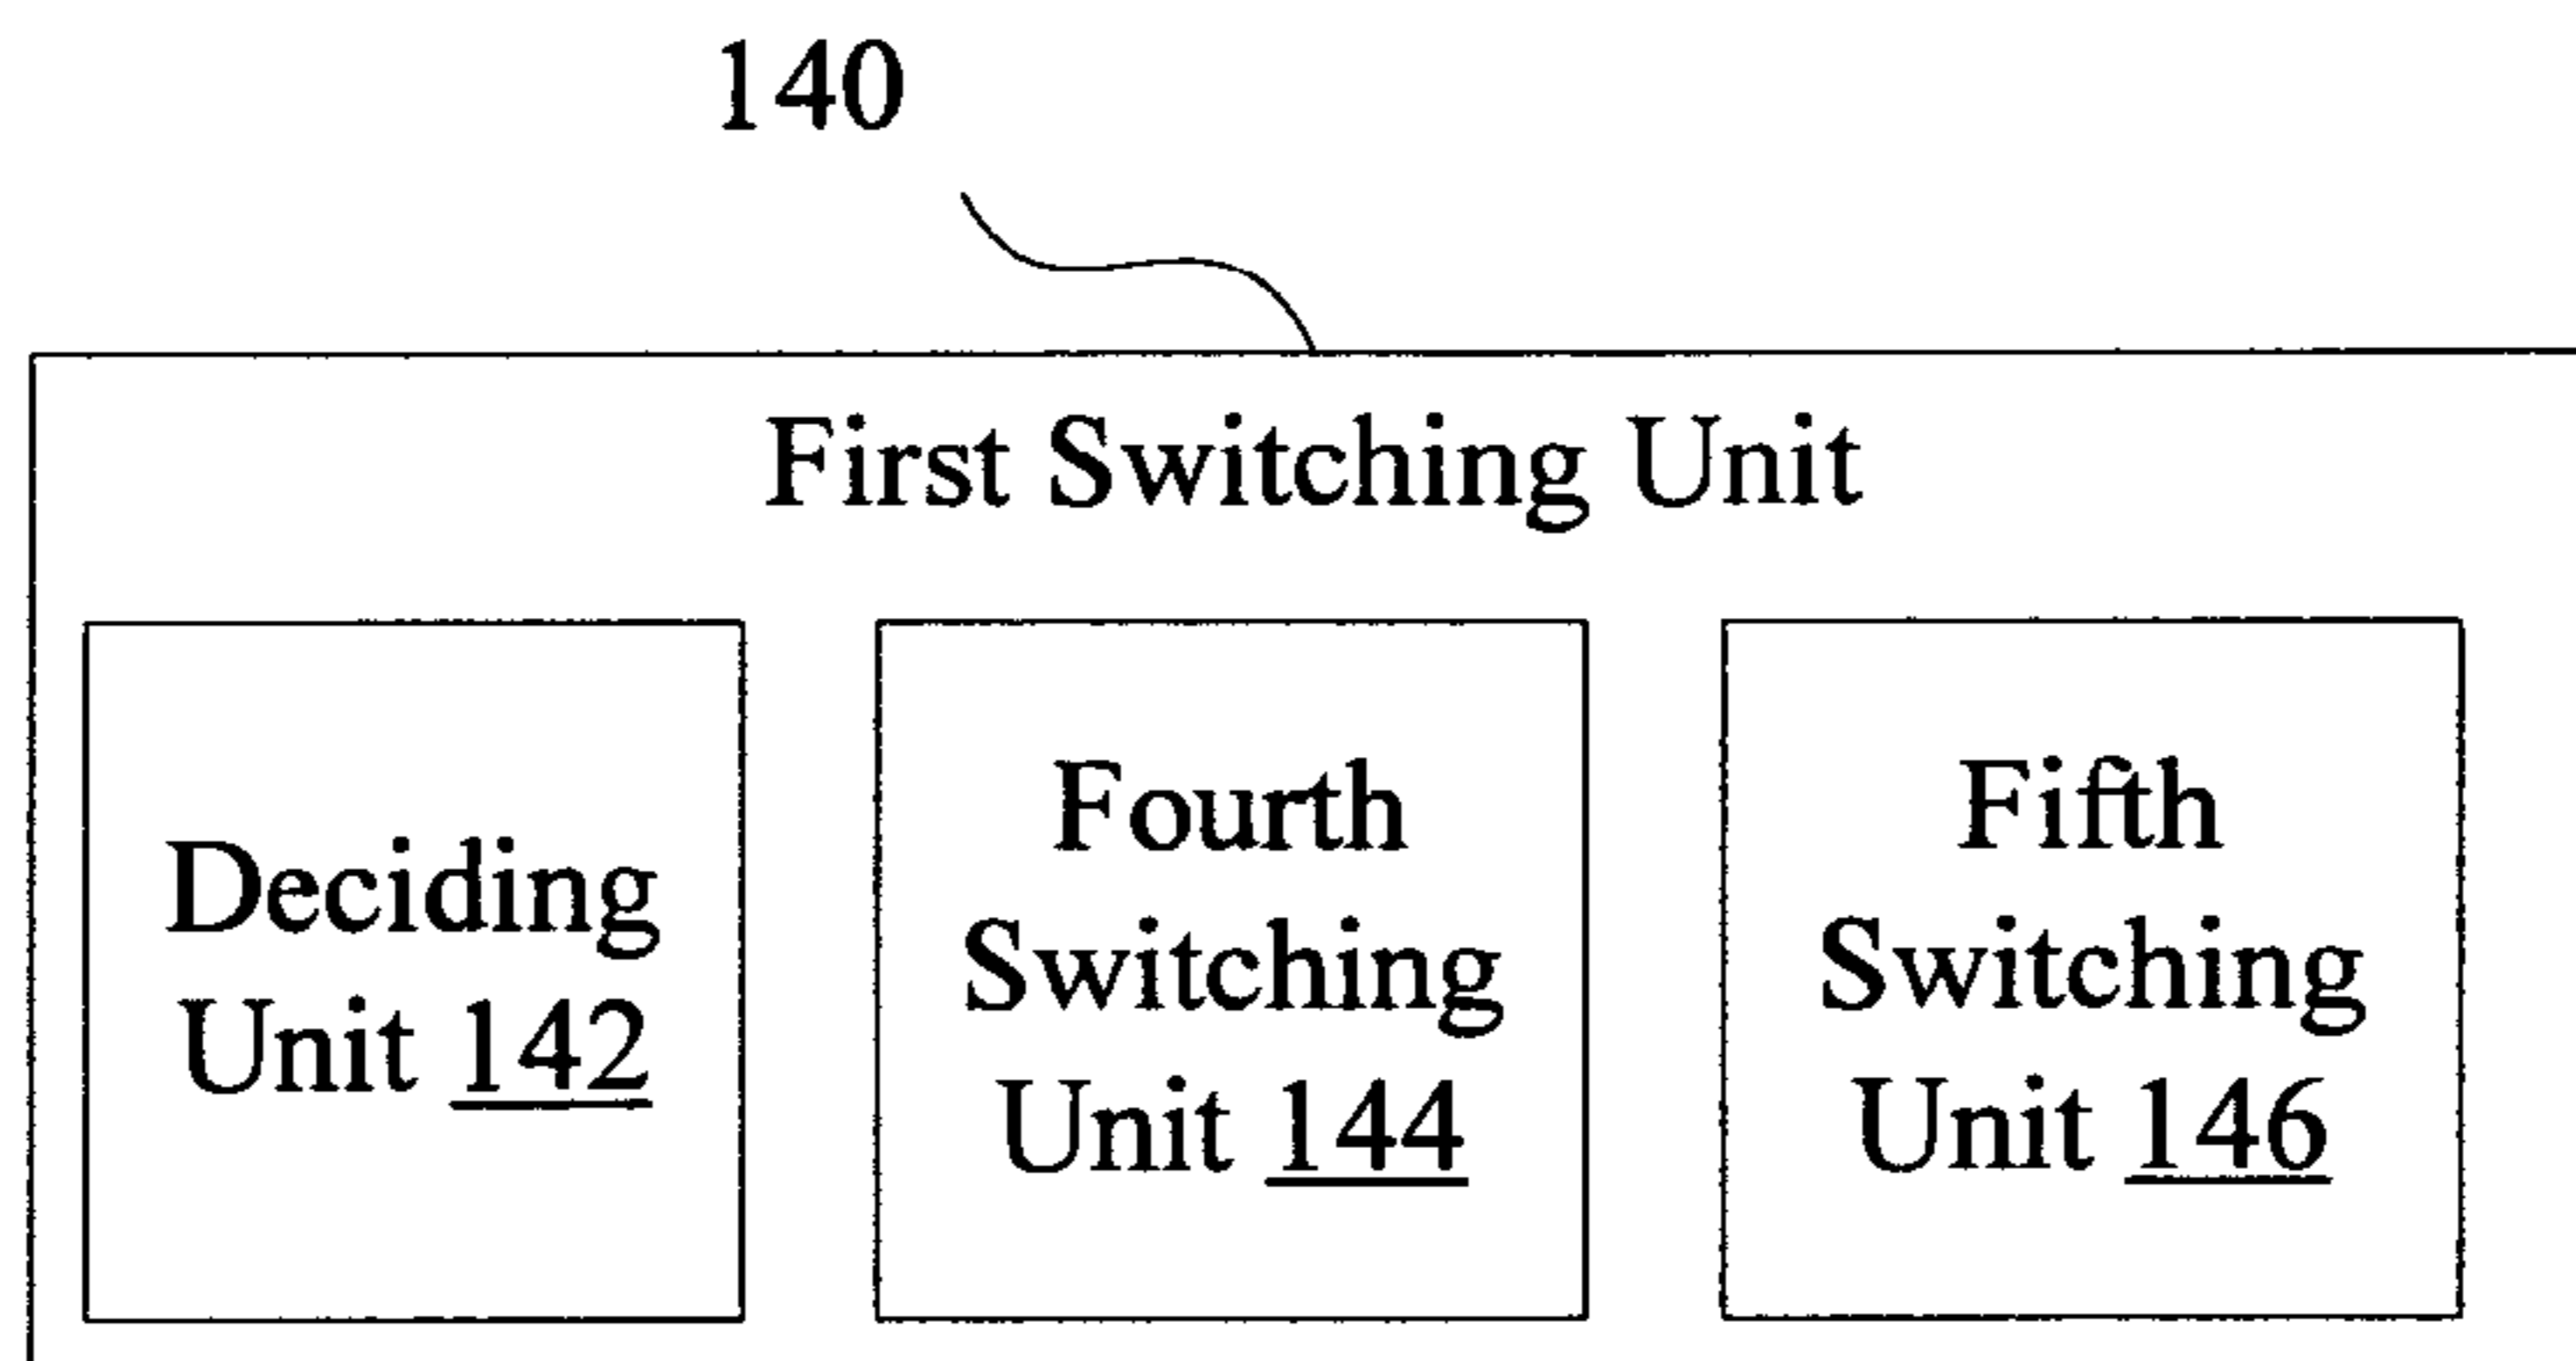 140
First Switching Unit
Deciding
Unit 142
Fourth
Switching
Unit 144
Fifth
Switching
Unit 146